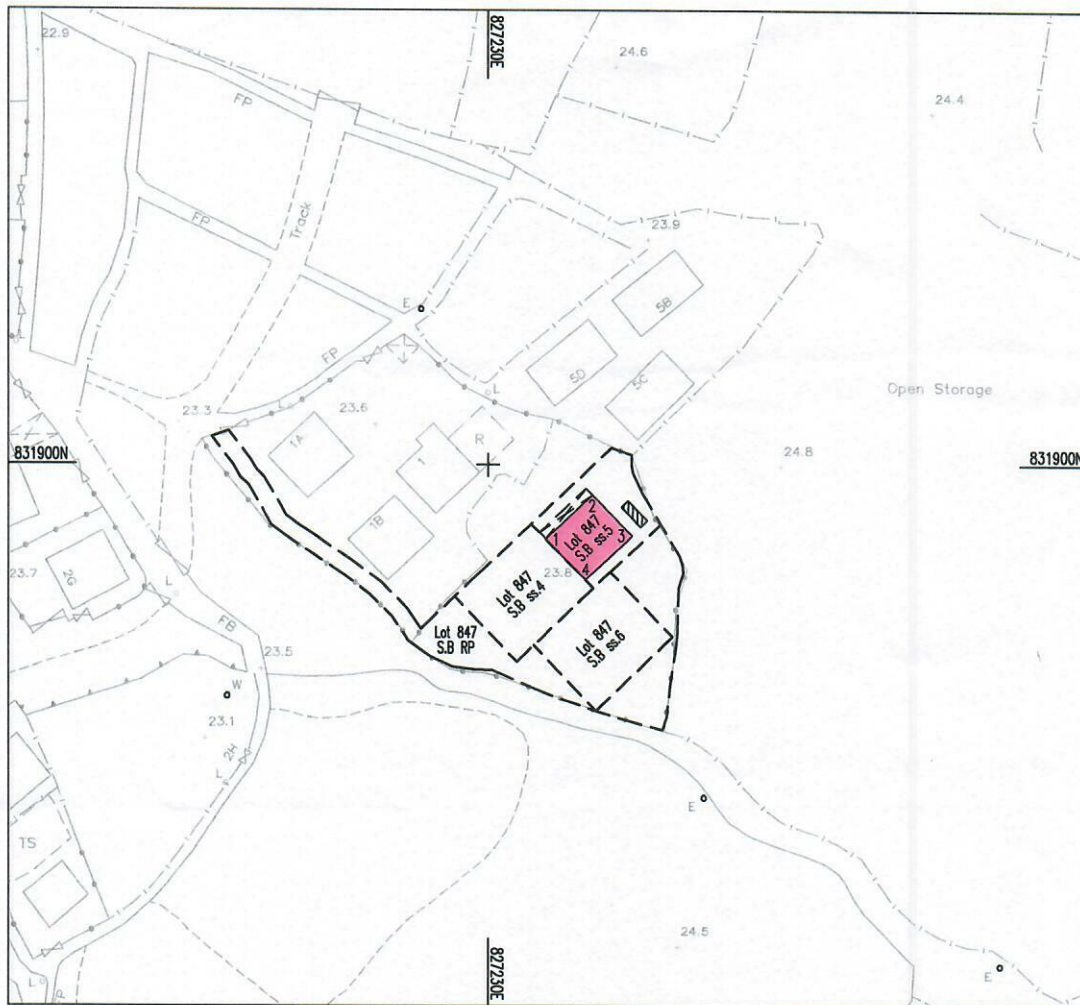 827230E
22.9
24.6
24.4
FP
FP
Track
23.9
E
5B
5D
5C
FP
L
L
Open Storage
23.3
23.6
1A
R
1
24.8
831900N
831900N
1B
2
Lot 847
S.B ss.5
1
3
4
23.8
23.7
2G
L
Lot 847
S.B ss.4
Lot 847
S.B RP
Lot 847
S.B ss.6
FB
23.5
W
23.1
2H
L
E
TS
24.5
827230E
L
E